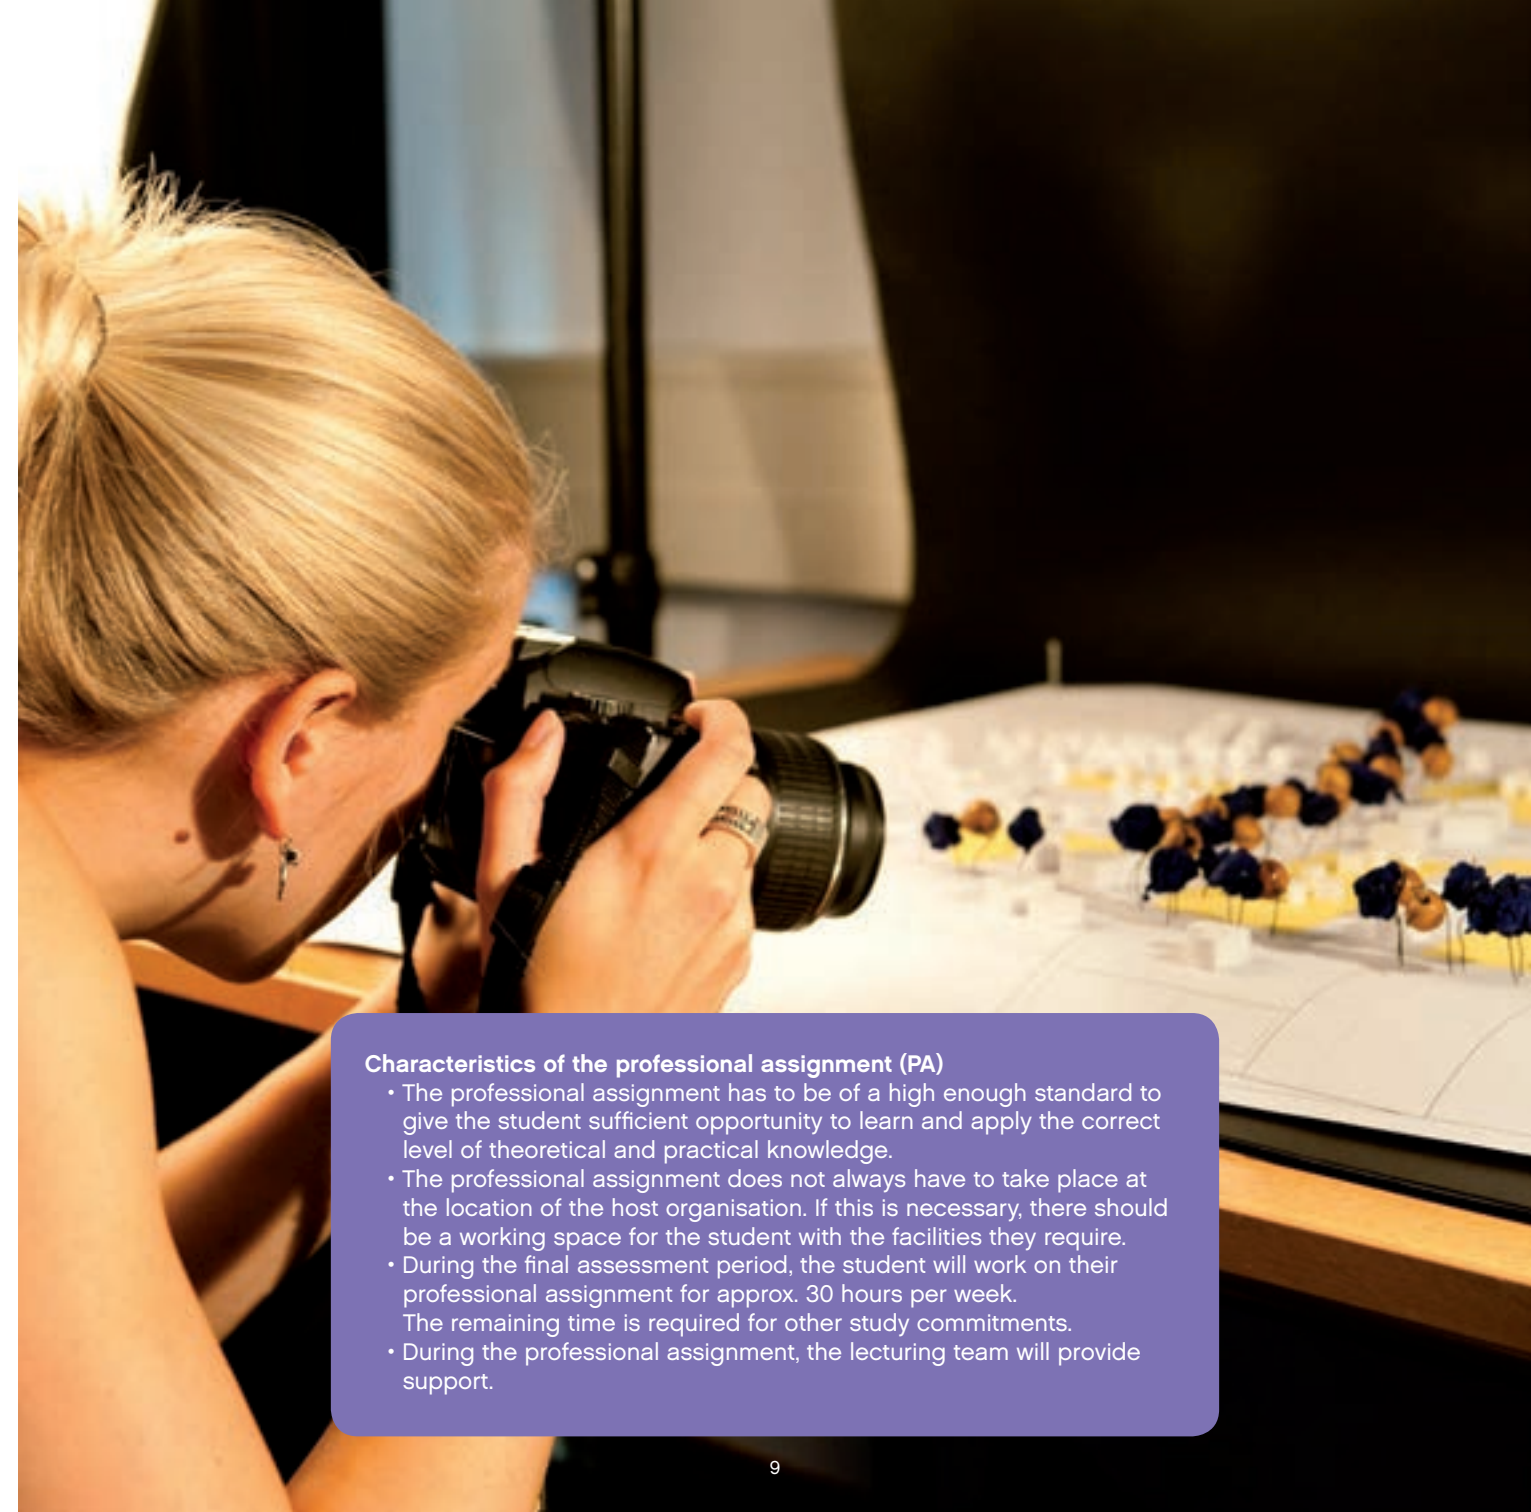 Characteristics of the professional assignment (PA)
• The professional assignment has to be of a high enough standard to
give the student sufficient opportunity to learn and apply the correct
level of theoretical and practical knowledge.
• The professional assignment does not always have to take place at
the location of the host organisation. If this is necessary, there should
be a working space for the student with the facilities they require.
• During the final assessment period, the student will work on their
professional assignment for approx. 30 hours per week.
The remaining time is required for other study commitments.
• During the professional assignment, the lecturing team will provide
support.
9